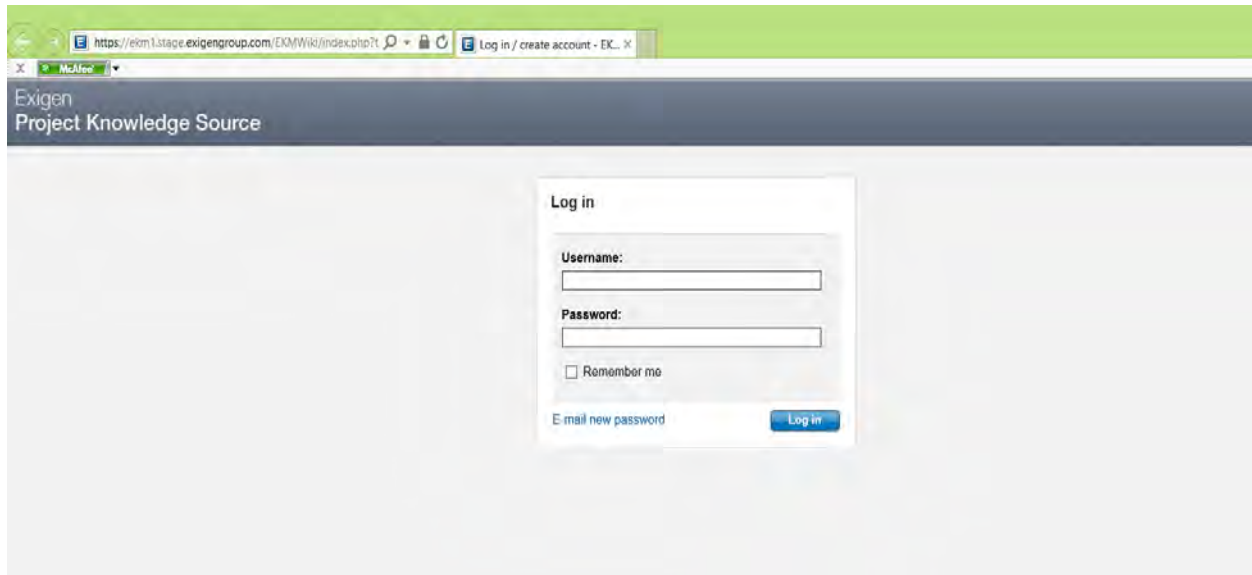 https://ekm1.stage.exigengroup.com/EKMWiki/index.php?t
Log in / create account - EK...
X McAfee
Exigen
Project Knowledge Source
Log in
Username:
Password:
Remember me
E-mail new password
Log in